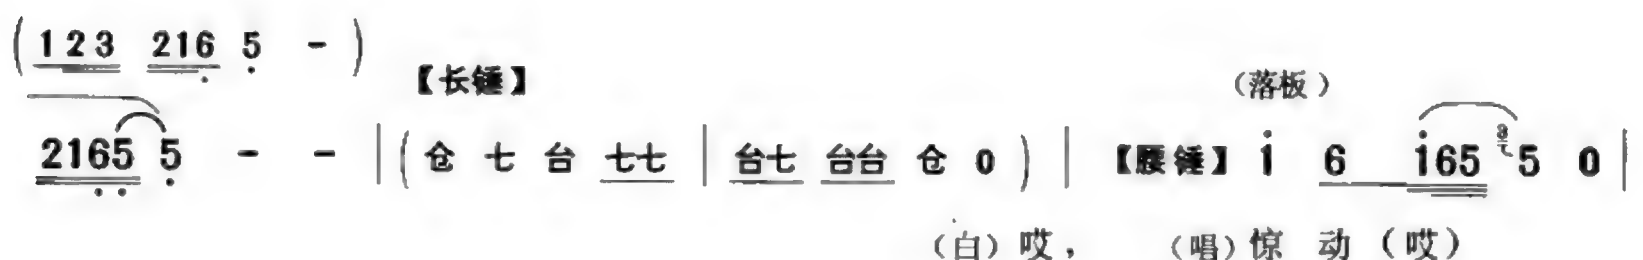 (123 216 5 - )
【长锤】 (落板)
2165 5 - - | ( 仓 七 台 七七 | 台七 台台 仓 0 ) | 【腰锤】 i 6 i165 5 0 |
(白) 哎, (唱) 惊 动 (哎)